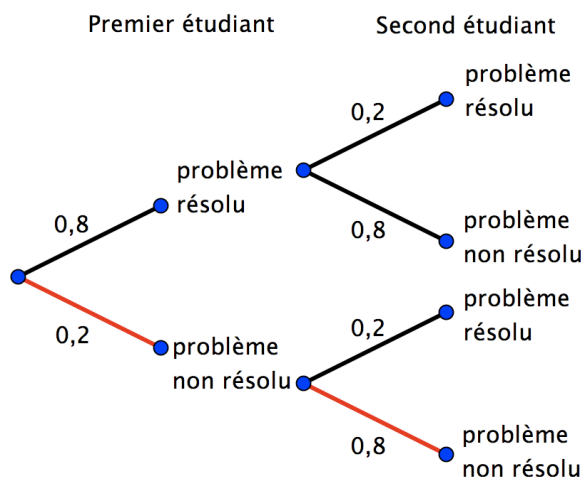 Premier étudiant
Second étudiant
problème
résolu
0,2
problème
résolu
0,8
0,8
problème
non résolu
0,2
problème
non résolu
0,2
problème
résolu
0,8
problème
non résolu